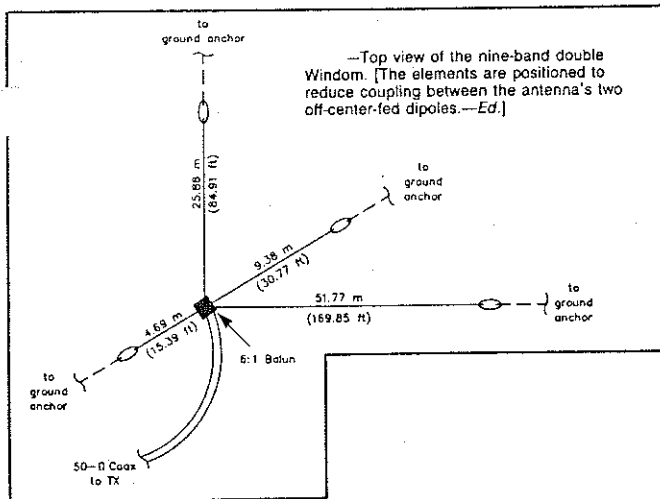 to
ground anchor
—Top view of the nine-band double
Windom. [The elements are positioned to
reduce coupling between the antenna's two
off-center-fed dipoles.—Ed.]
25.88 m
(84.91 ft)
to
ground
anchor
9.38 m
(30.77 ft)
51.77 m
(169.85 ft)
to
ground
anchor
4.69 m
(15.39 ft)
6:1 Balun
to
ground
anchor
50-Ω Coax
to TX